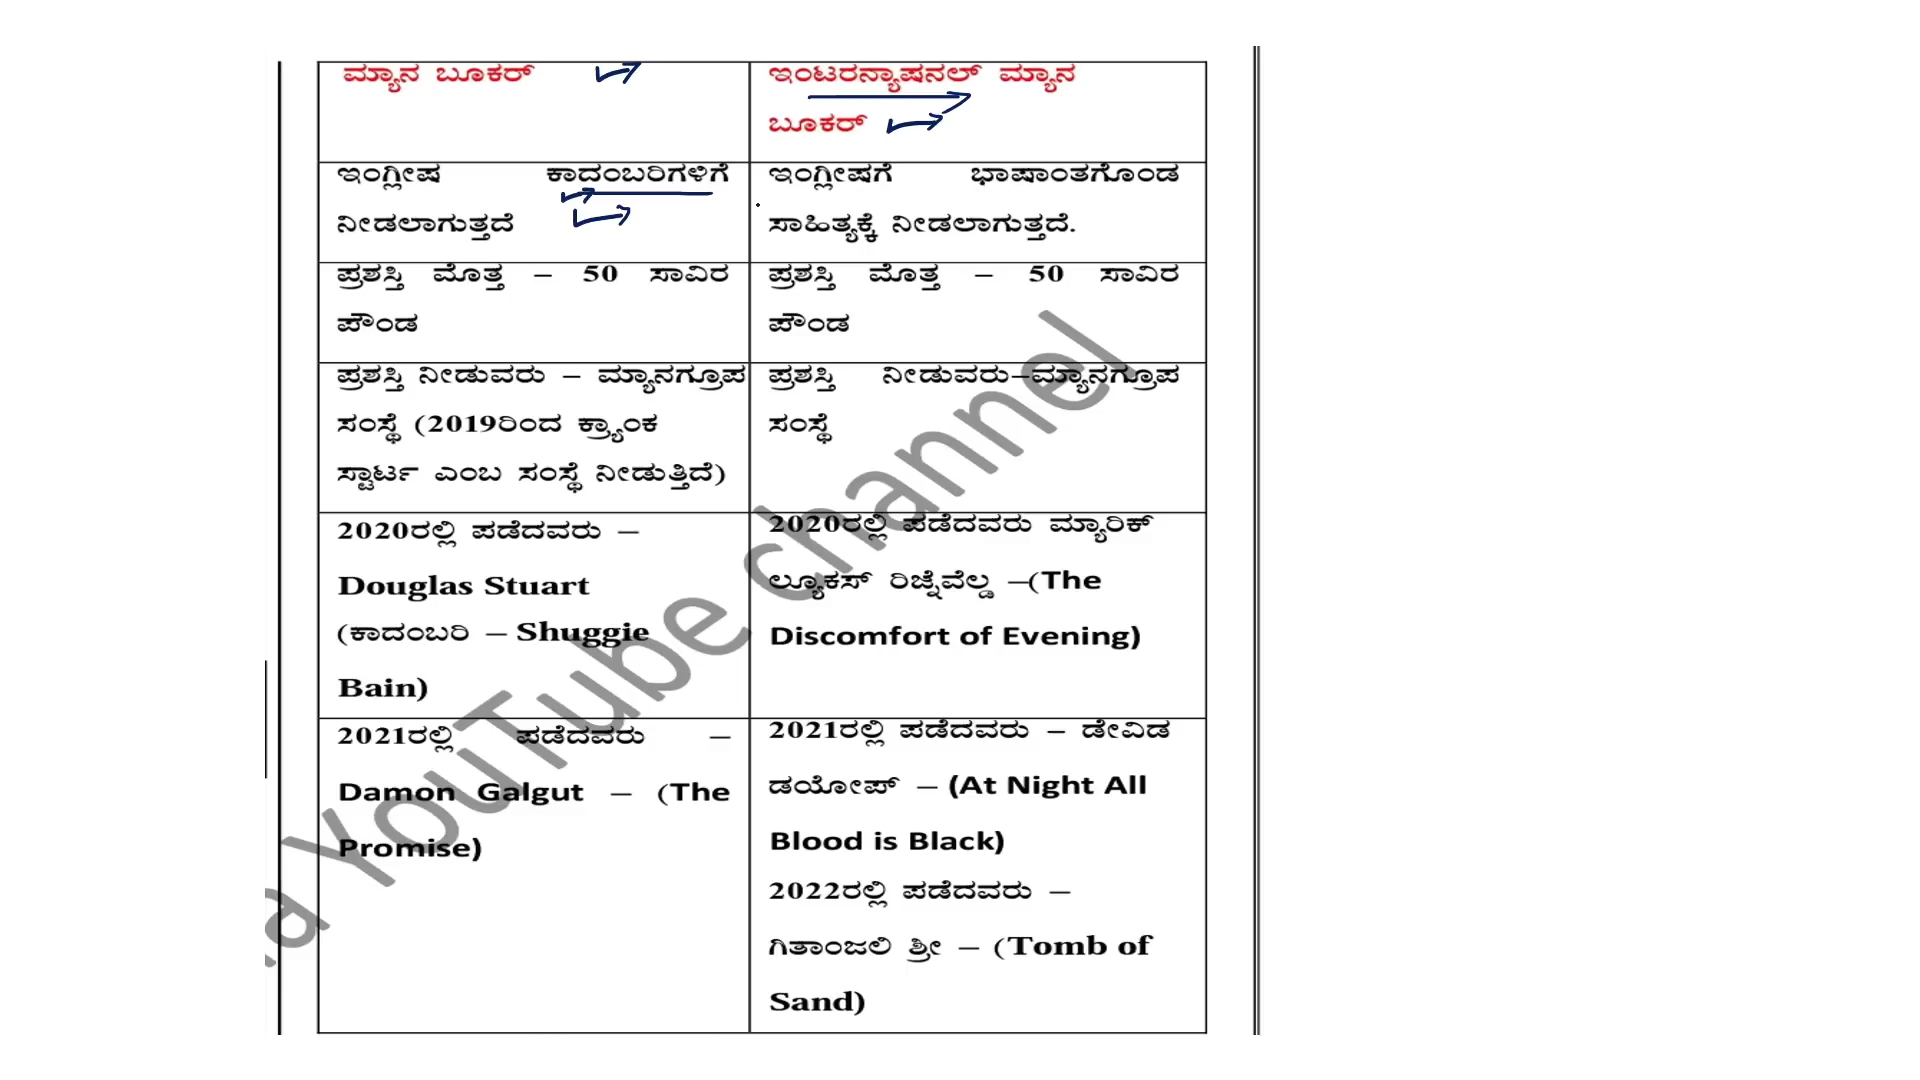 ಮ್ಯಾನ ಬೂಕರ್
ಇಂಟರನ್ಯಾಷನಲ್ ಮ್ಯಾನ
ಬೂಕರ್
ಇಂಗ್ಲೀಷ ಕಾದಂಬರಿಗಳಿಗೆ
ನೀಡಲಾಗುತ್ತದೆ
ಇಂಗ್ಲೀಷಗೆ ಭಾಷಾಂತಗೊಂಡ
ಸಾಹಿತ್ಯಕ್ಕೆ ನೀಡಲಾಗುತ್ತದೆ.
ಪ್ರಶಸ್ತಿ ಮೊತ್ತ – 50 ಸಾವಿರ
ಪೌಂಡ
ಪ್ರಶಸ್ತಿ ಮೊತ್ತ – 50 ಸಾವಿರ
ಪೌಂಡ
ಪ್ರಶಸ್ತಿ ನೀಡುವರು – ಮ್ಯಾನಗ್ರೂಪ
ಸಂಸ್ಥೆ (2019ರಿಂದ ಕ್ರ್ಯಾಂಕ
ಸ್ಟಾರ್ಟ ಎಂಬ ಸಂಸ್ಥೆ ನೀಡುತ್ತಿದೆ)
ಪ್ರಶಸ್ತಿ ನೀಡುವರು–ಮ್ಯಾನಗ್ರೂಪ
ಸಂಸ್ಥೆ
2020ರಲ್ಲಿ ಪಡೆದವರು –
Douglas Stuart
(ಕಾದಂಬರಿ – Shuggie
Bain)
2020ರಲ್ಲಿ ಪಡೆದವರು ಮ್ಯಾರಿಕ್
ಲ್ಯೂಕಸ್ ರಿಜ್ನೆವೆಲ್ಡ –(The
Discomfort of Evening)
2021ರಲ್ಲಿ ಪಡೆದವರು –
Damon Galgut – (The
Promise)
2021ರಲ್ಲಿ ಪಡೆದವರು – ಡೇವಿಡ
ಡಯೋಪ್ – (At Night All
Blood is Black)
2022ರಲ್ಲಿ ಪಡೆದವರು –
ಗಿತಾಂಜಲಿ ಶ್ರೀ – (Tomb of
Sand)
YouTube channel